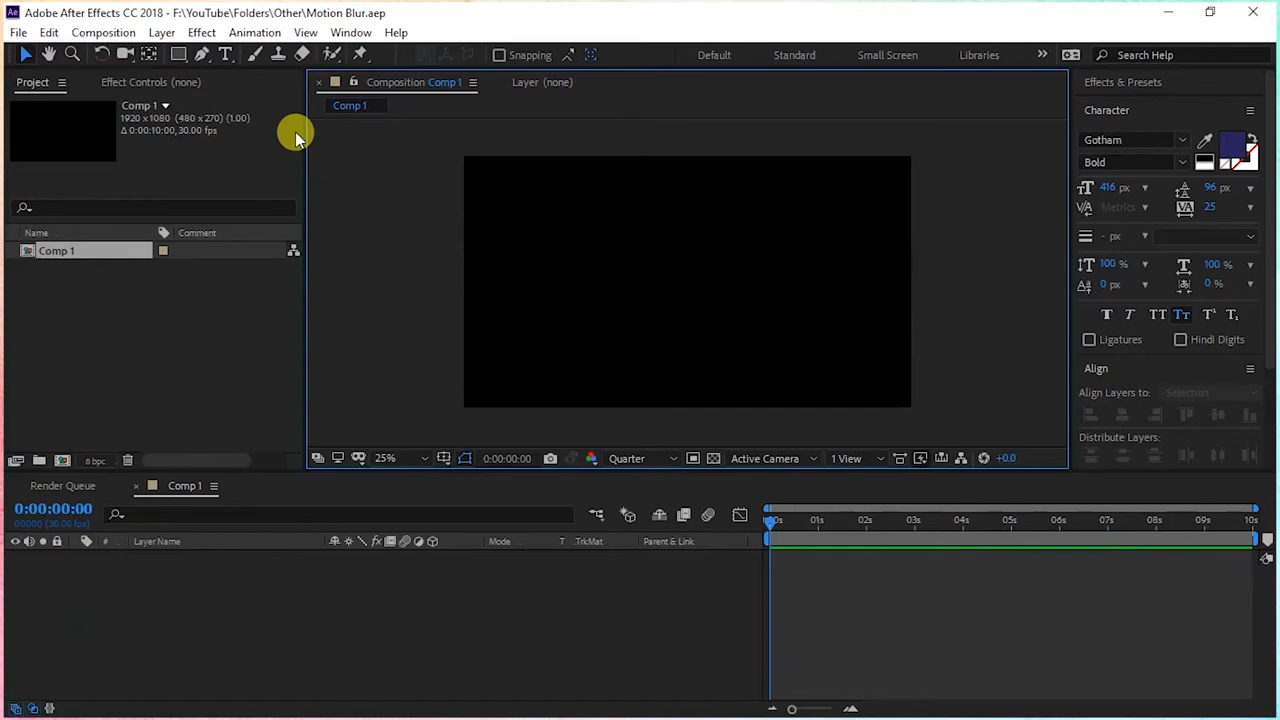 Ae Adobe After Effects CC 2018 - F:\YouTube\Folders\Other\Motion Blur.aep
File Edit Composition Layer Effect Animation View Window Help
Snapping Default Standard Small Screen Libraries Search Help
Project Effect Controls (none) Composition Comp 1 Layer (none) Effects & Presets
Comp 1
1920 x 1080 (480 x 270) (1.00)
Δ 0:00:10:00, 30.00 fps
Comp 1
Character
Gotham
Bold
416 px 96 px
Metrics 25
- px
100 % 100 %
0 px 0 %
Ligatures Hindi Digits
Align
Align Layers to: Selection
Distribute Layers:
Name Comment
Comp 1
8 bpc
25% 0:00:00:00 Quarter Active Camera 1 View +0.0
Render Queue Comp 1
0:00:00:00
00000 (30.00 fps)
# Layer Name fx Mode T .TrkMat Parent & Link
01s 02s 03s 04s 05s 06s 07s 08s 09s 10s